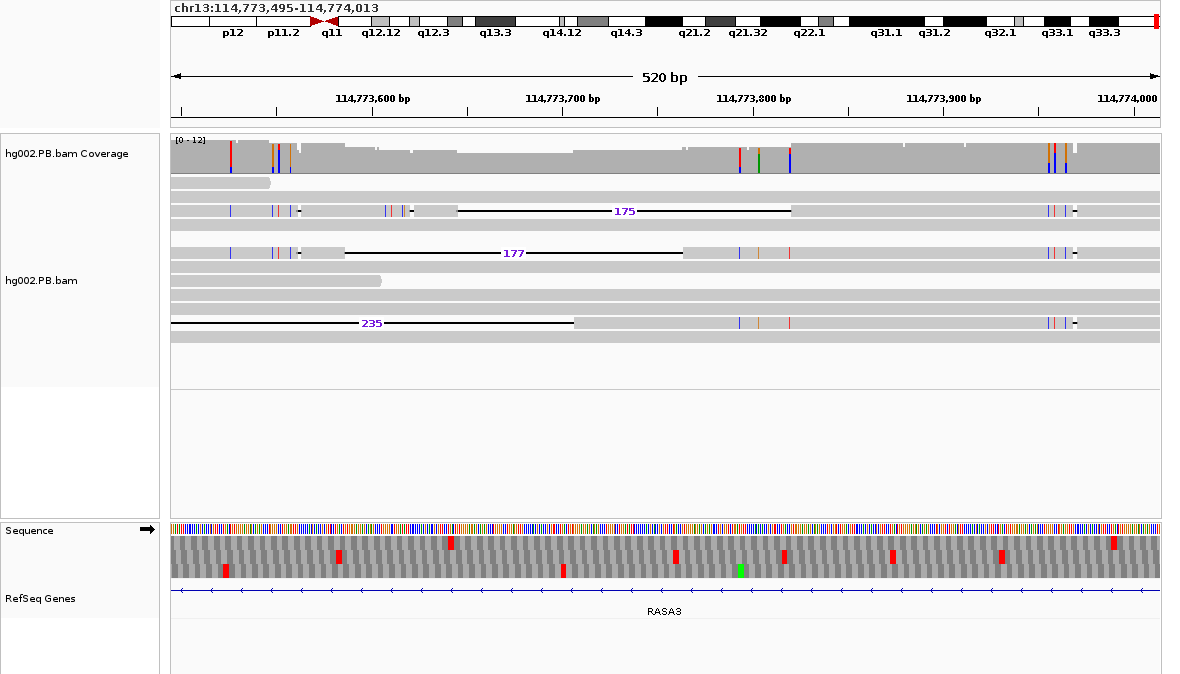 chr13:114,773,495-114,774,013
p12 p11.2 q11 q12.12 q12.3 q13.3 q14.12 q14.3 q21.2 q21.32 q22.1 q31.1 q31.2 q32.1 q33.1 q33.3
520 bp
114,773,600 bp 114,773,700 bp 114,773,800 bp 114,773,900 bp 114,774,000
[0 - 12]
hg002.PB.bam Coverage
175
177
hg002.PB.bam
235
Sequence
RefSeq Genes
RASA3